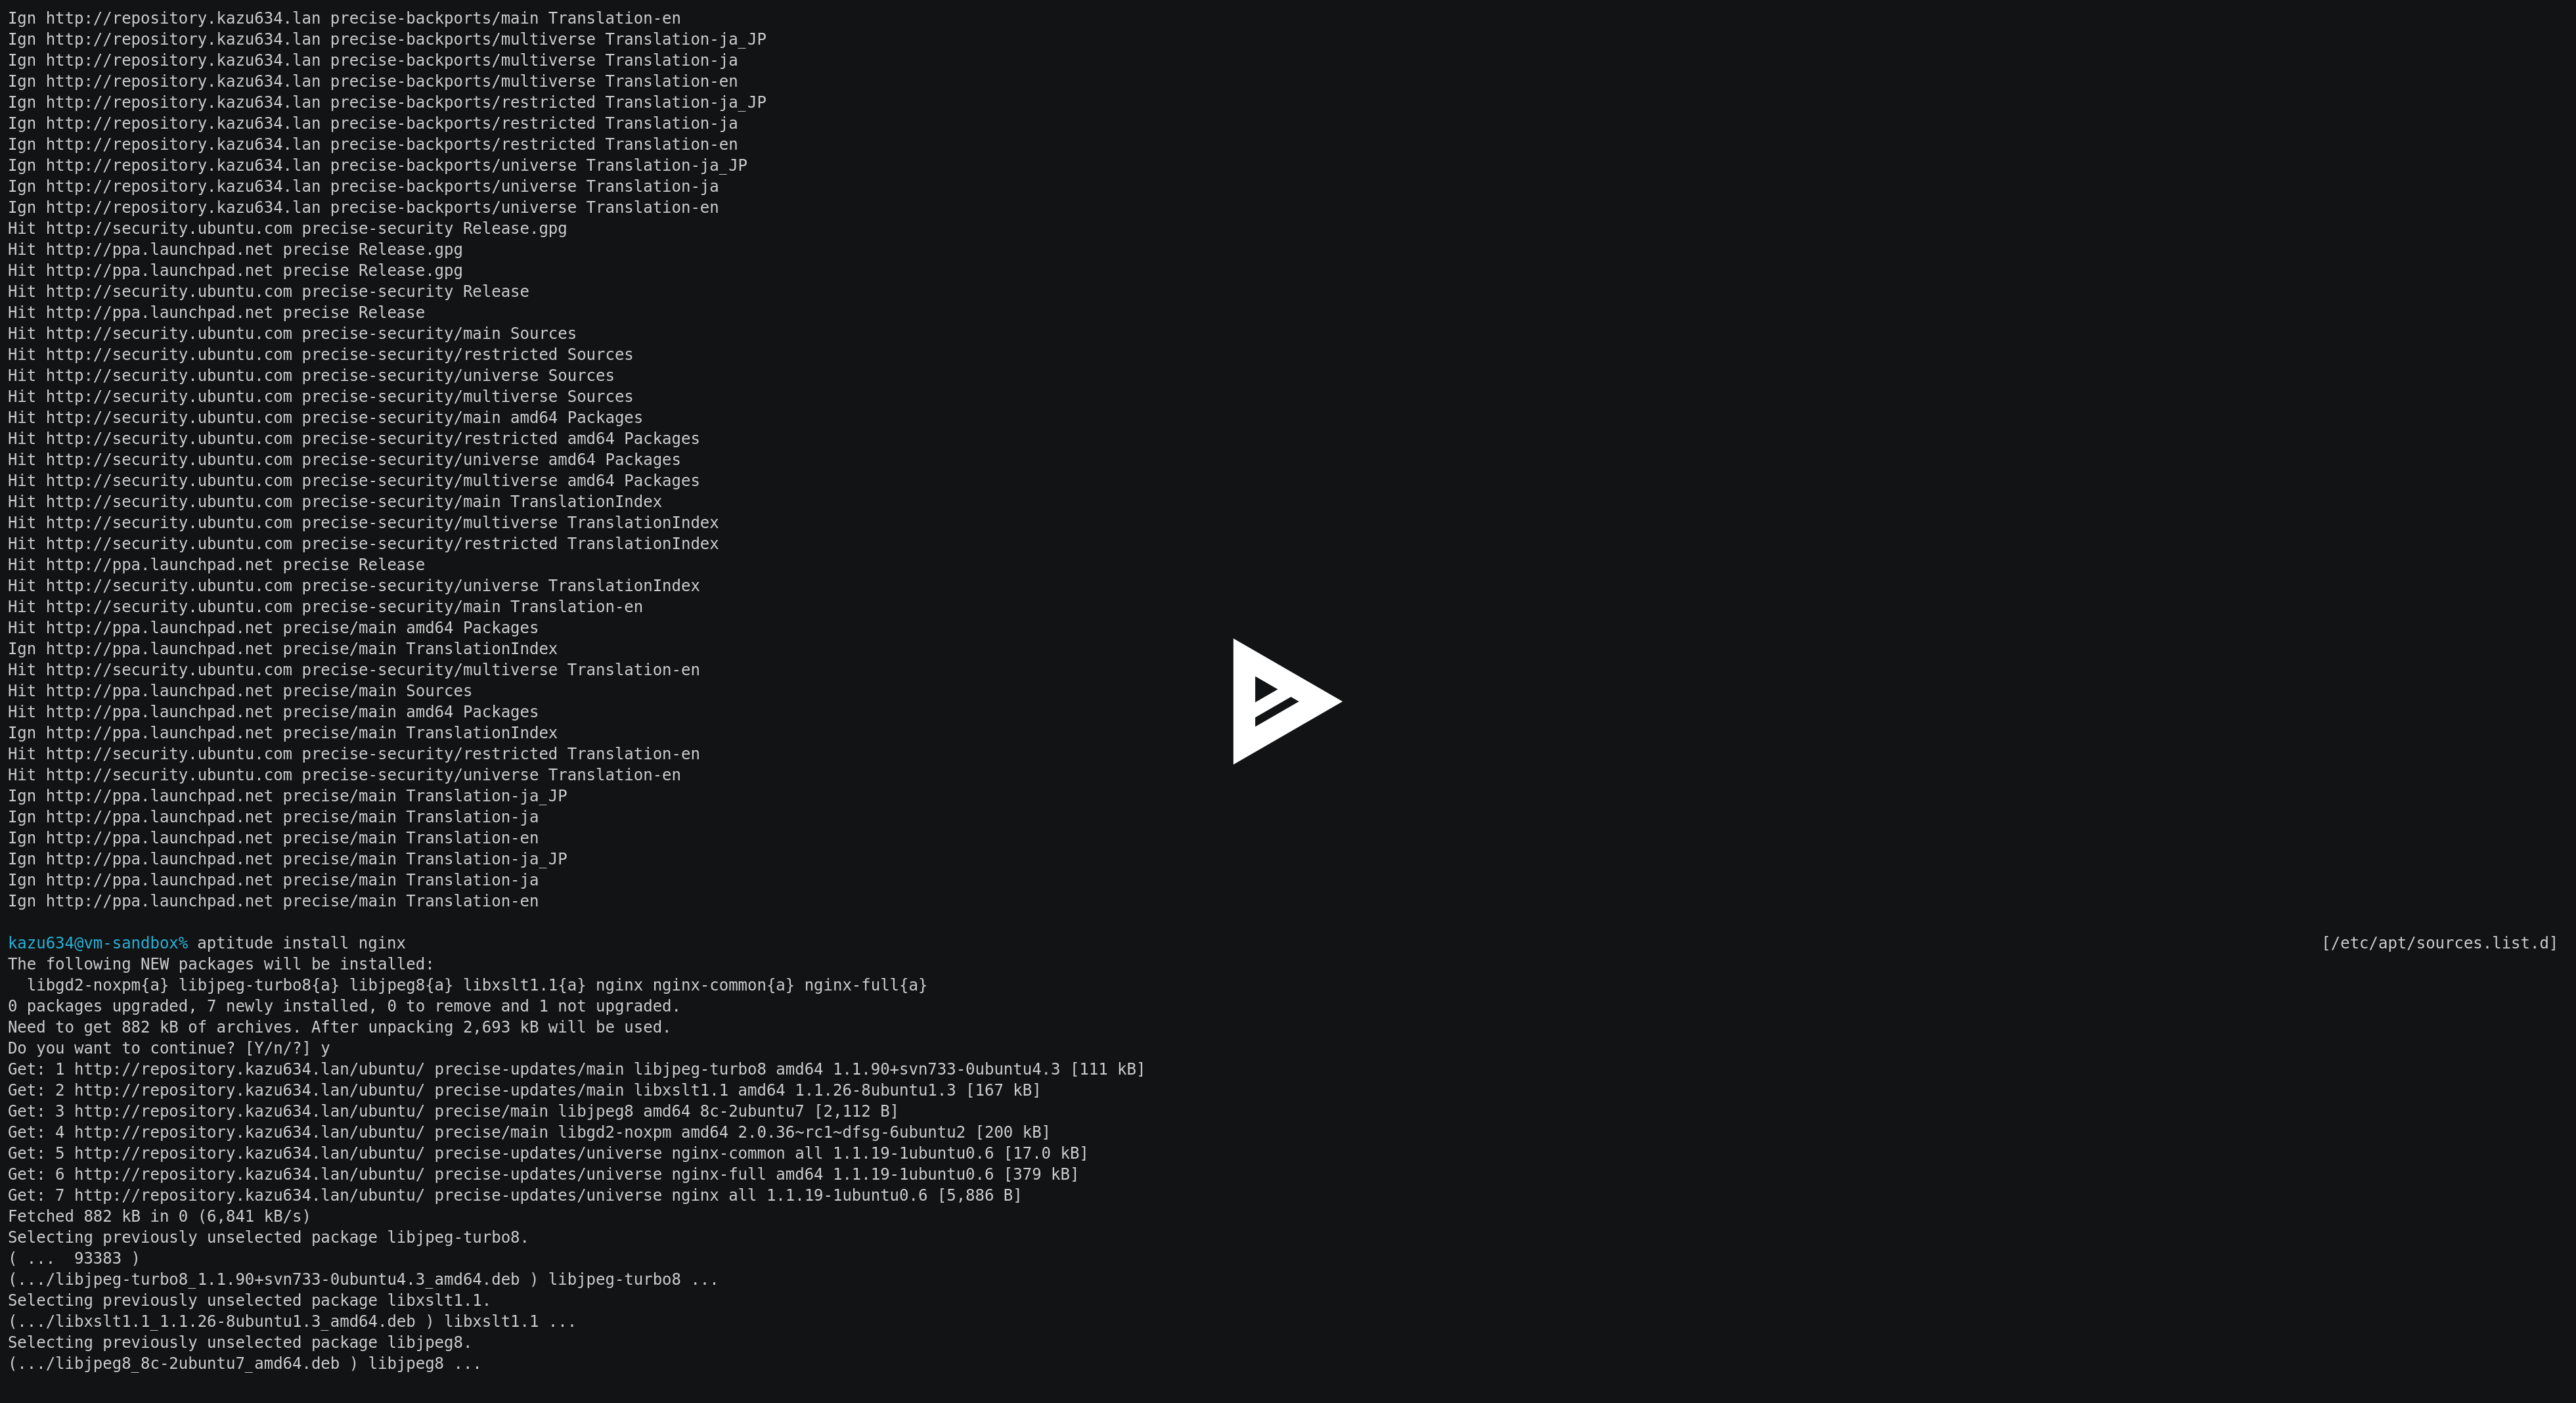 Ign http://repository.kazu634.lan precise-backports/main Translation-en
Ign http://repository.kazu634.lan precise-backports/multiverse Translation-ja_JP
Ign http://repository.kazu634.lan precise-backports/multiverse Translation-ja
Ign http://repository.kazu634.lan precise-backports/multiverse Translation-en
Ign http://repository.kazu634.lan precise-backports/restricted Translation-ja_JP
Ign http://repository.kazu634.lan precise-backports/restricted Translation-ja
Ign http://repository.kazu634.lan precise-backports/restricted Translation-en
Ign http://repository.kazu634.lan precise-backports/universe Translation-ja_JP
Ign http://repository.kazu634.lan precise-backports/universe Translation-ja
Ign http://repository.kazu634.lan precise-backports/universe Translation-en
Hit http://security.ubuntu.com precise-security Release.gpg
Hit http://ppa.launchpad.net precise Release.gpg
Hit http://ppa.launchpad.net precise Release.gpg
Hit http://security.ubuntu.com precise-security Release
Hit http://ppa.launchpad.net precise Release
Hit http://security.ubuntu.com precise-security/main Sources
Hit http://security.ubuntu.com precise-security/restricted Sources
Hit http://security.ubuntu.com precise-security/universe Sources
Hit http://security.ubuntu.com precise-security/multiverse Sources
Hit http://security.ubuntu.com precise-security/main amd64 Packages
Hit http://security.ubuntu.com precise-security/restricted amd64 Packages
Hit http://security.ubuntu.com precise-security/universe amd64 Packages
Hit http://security.ubuntu.com precise-security/multiverse amd64 Packages
Hit http://security.ubuntu.com precise-security/main TranslationIndex
Hit http://security.ubuntu.com precise-security/multiverse TranslationIndex
Hit http://security.ubuntu.com precise-security/restricted TranslationIndex
Hit http://ppa.launchpad.net precise Release
Hit http://security.ubuntu.com precise-security/universe TranslationIndex
Hit http://security.ubuntu.com precise-security/main Translation-en
Hit http://ppa.launchpad.net precise/main amd64 Packages
Ign http://ppa.launchpad.net precise/main TranslationIndex
Hit http://security.ubuntu.com precise-security/multiverse Translation-en
Hit http://ppa.launchpad.net precise/main Sources
Hit http://ppa.launchpad.net precise/main amd64 Packages
Ign http://ppa.launchpad.net precise/main TranslationIndex
Hit http://security.ubuntu.com precise-security/restricted Translation-en
Hit http://security.ubuntu.com precise-security/universe Translation-en
Ign http://ppa.launchpad.net precise/main Translation-ja_JP
Ign http://ppa.launchpad.net precise/main Translation-ja
Ign http://ppa.launchpad.net precise/main Translation-en
Ign http://ppa.launchpad.net precise/main Translation-ja_JP
Ign http://ppa.launchpad.net precise/main Translation-ja
Ign http://ppa.launchpad.net precise/main Translation-en
kazu634@vm-sandbox% aptitude install nginx [/etc/apt/sources.list.d]
The following NEW packages will be installed:
  libgd2-noxpm{a} libjpeg-turbo8{a} libjpeg8{a} libxslt1.1{a} nginx nginx-common{a} nginx-full{a}
0 packages upgraded, 7 newly installed, 0 to remove and 1 not upgraded.
Need to get 882 kB of archives. After unpacking 2,693 kB will be used.
Do you want to continue? [Y/n/?] y
Get: 1 http://repository.kazu634.lan/ubuntu/ precise-updates/main libjpeg-turbo8 amd64 1.1.90+svn733-0ubuntu4.3 [111 kB]
Get: 2 http://repository.kazu634.lan/ubuntu/ precise-updates/main libxslt1.1 amd64 1.1.26-8ubuntu1.3 [167 kB]
Get: 3 http://repository.kazu634.lan/ubuntu/ precise/main libjpeg8 amd64 8c-2ubuntu7 [2,112 B]
Get: 4 http://repository.kazu634.lan/ubuntu/ precise/main libgd2-noxpm amd64 2.0.36~rc1~dfsg-6ubuntu2 [200 kB]
Get: 5 http://repository.kazu634.lan/ubuntu/ precise-updates/universe nginx-common all 1.1.19-1ubuntu0.6 [17.0 kB]
Get: 6 http://repository.kazu634.lan/ubuntu/ precise-updates/universe nginx-full amd64 1.1.19-1ubuntu0.6 [379 kB]
Get: 7 http://repository.kazu634.lan/ubuntu/ precise-updates/universe nginx all 1.1.19-1ubuntu0.6 [5,886 B]
Fetched 882 kB in 0 (6,841 kB/s)
Selecting previously unselected package libjpeg-turbo8.
( ...  93383 )
(.../libjpeg-turbo8_1.1.90+svn733-0ubuntu4.3_amd64.deb ) libjpeg-turbo8 ...
Selecting previously unselected package libxslt1.1.
(.../libxslt1.1_1.1.26-8ubuntu1.3_amd64.deb ) libxslt1.1 ...
Selecting previously unselected package libjpeg8.
(.../libjpeg8_8c-2ubuntu7_amd64.deb ) libjpeg8 ...